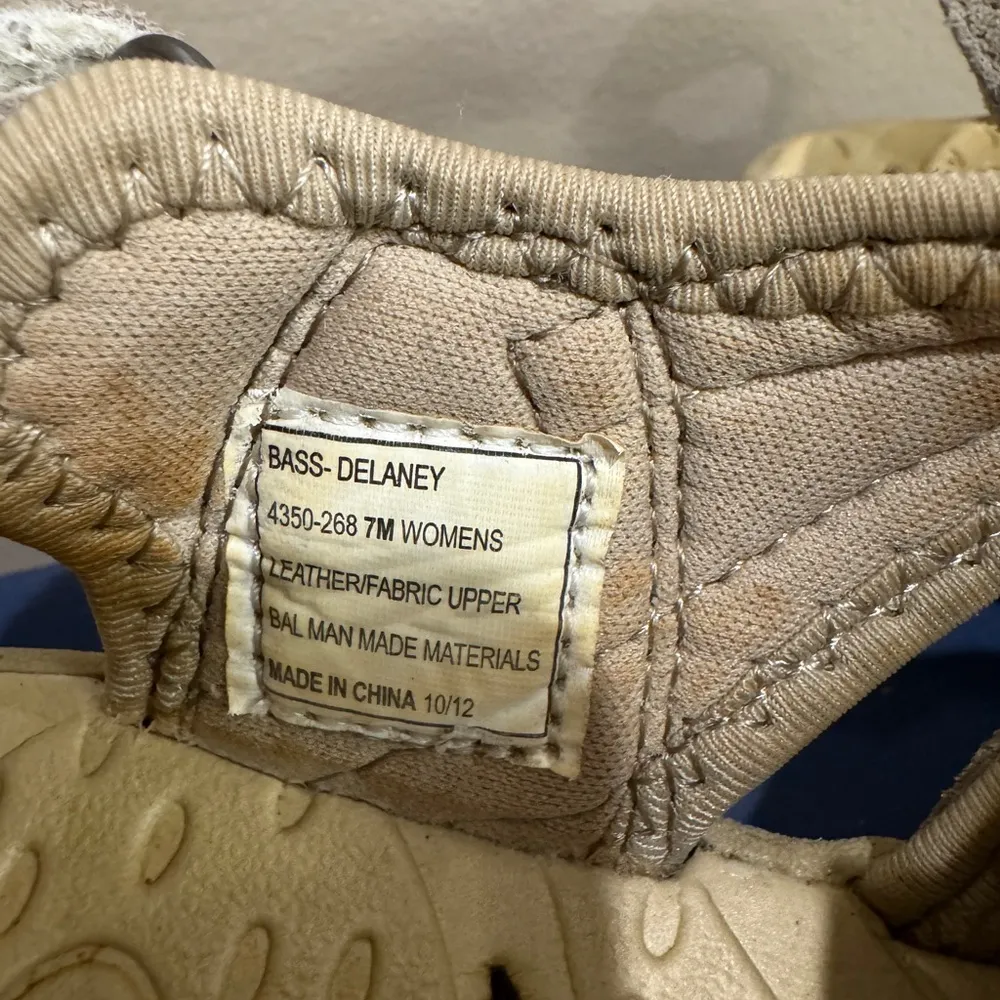 BASS- DELANEY
4350-268 7M WOMENS
LEATHER/FABRIC UPPER
BAL MAN MADE MATERIALS
MADE IN CHINA 10/12